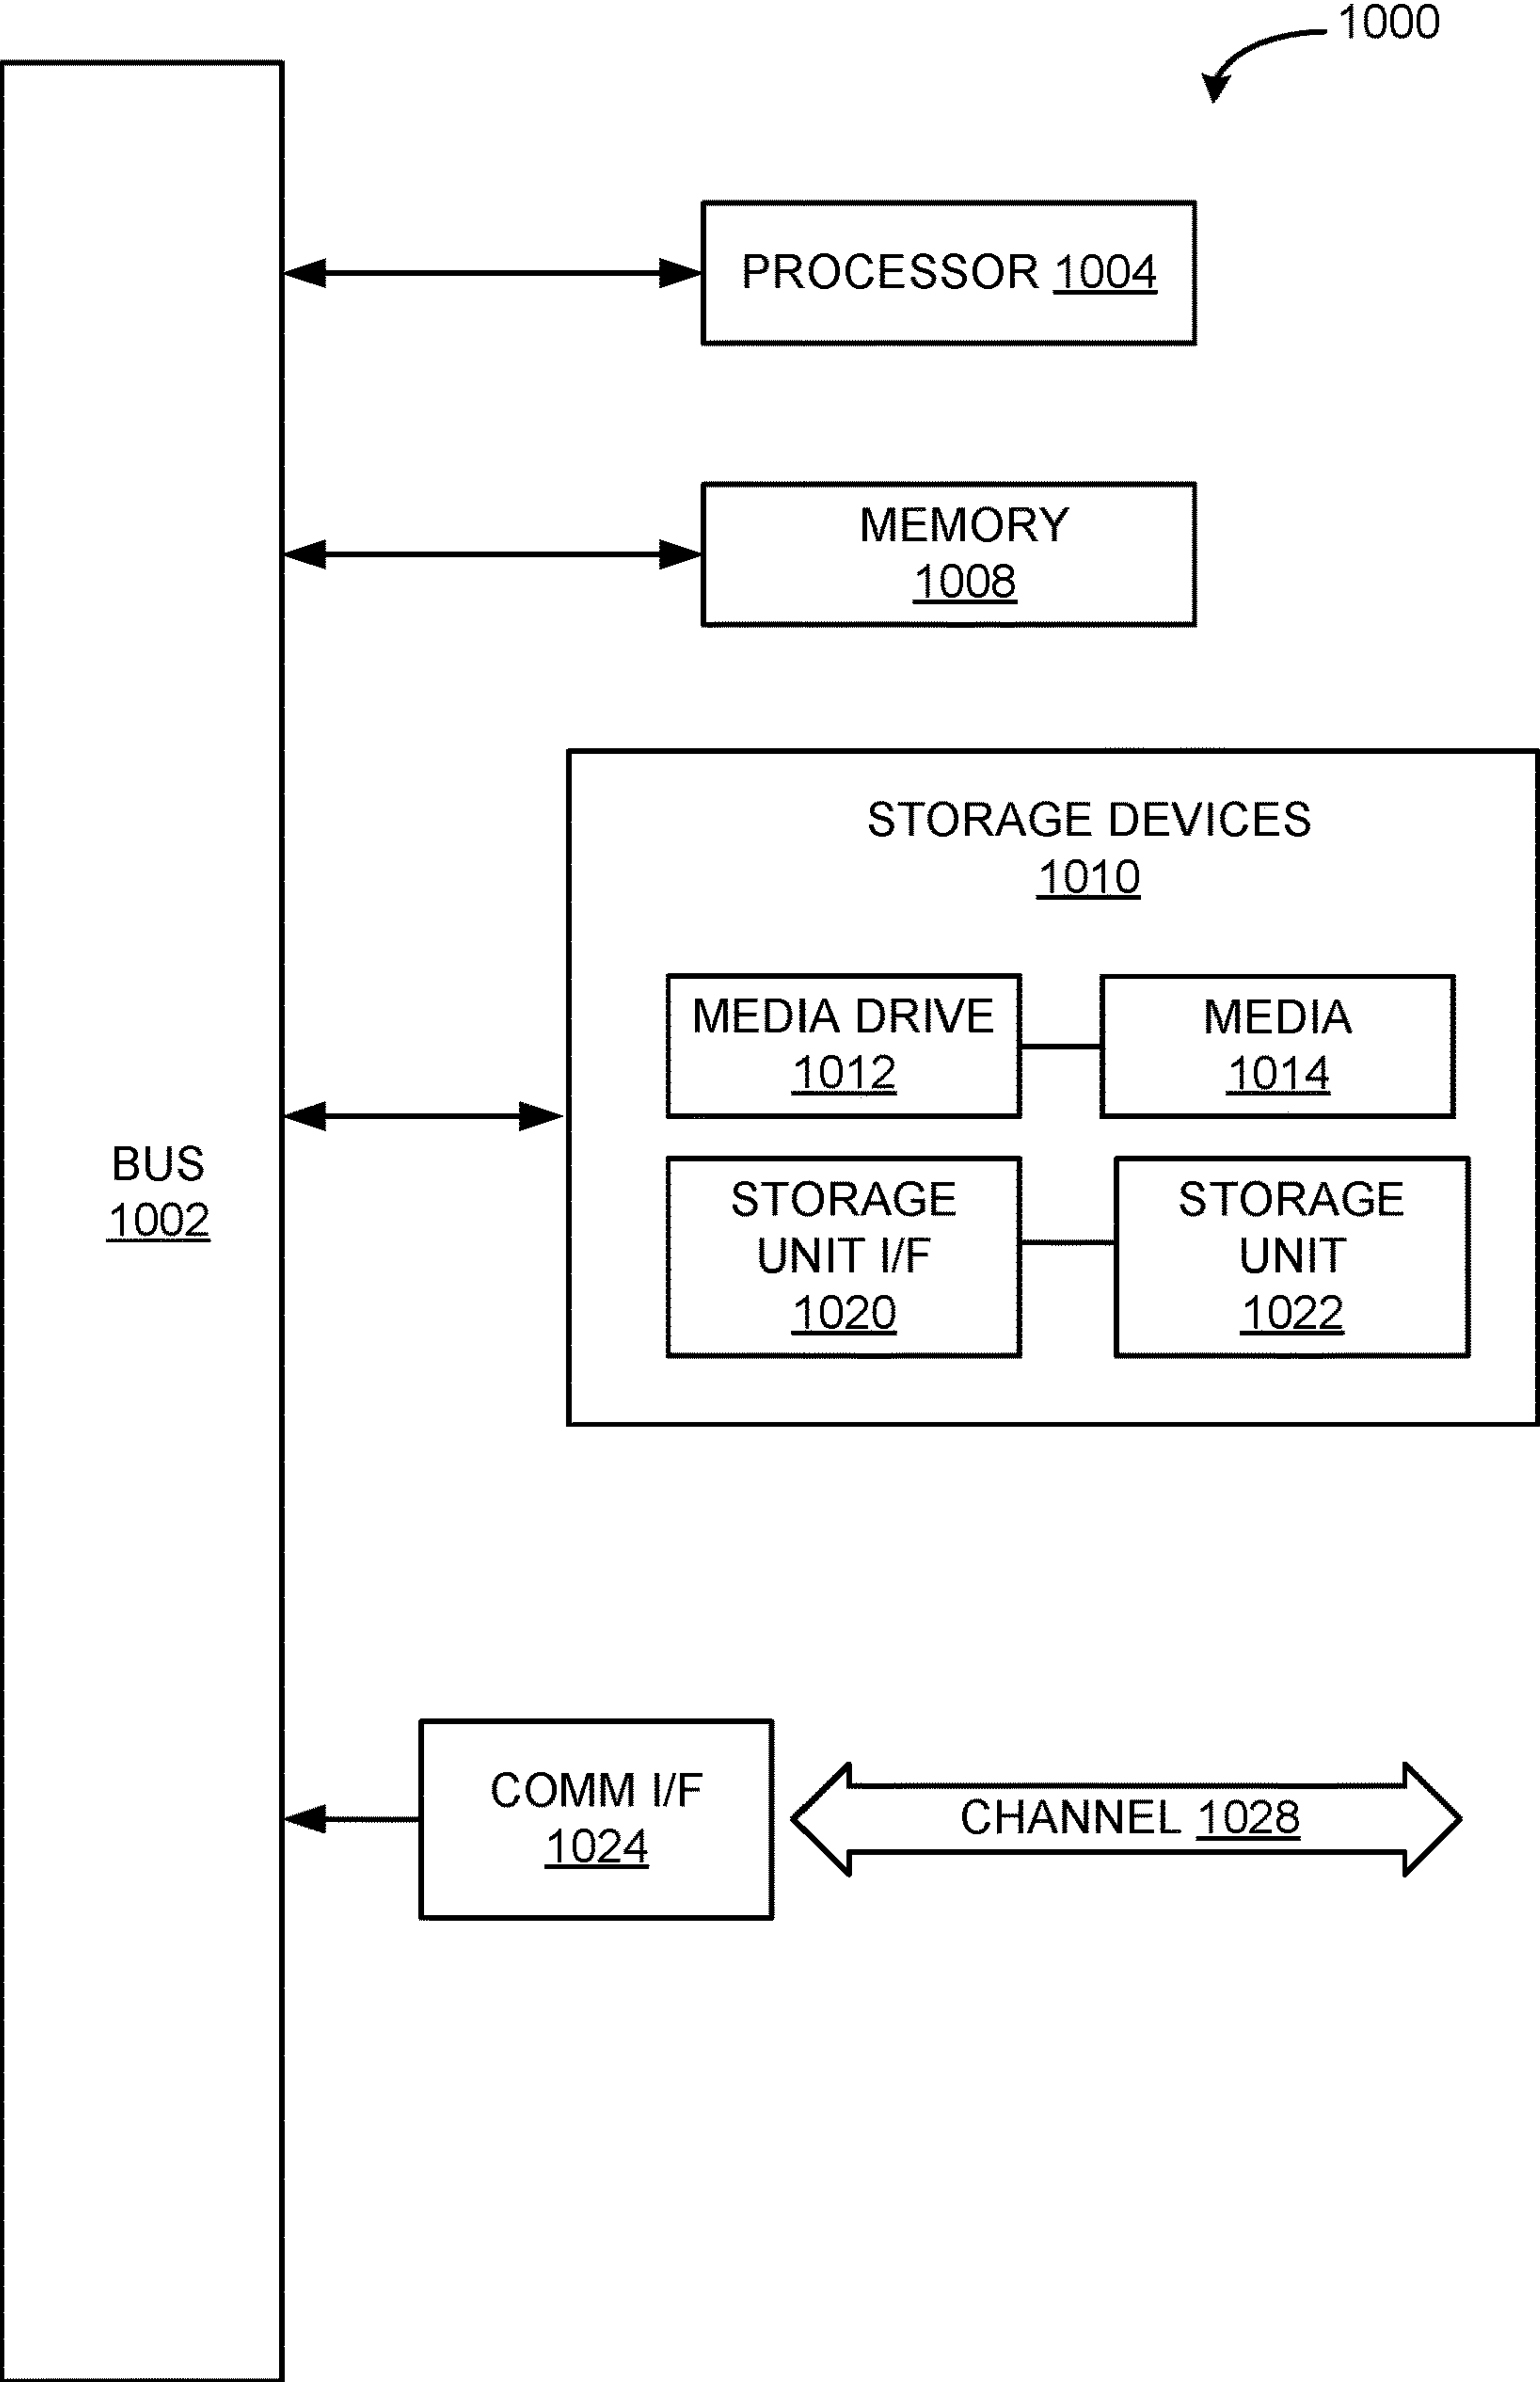 1000
PROCESSOR 1004
MEMORY
1008
STORAGE DEVICES
1010
MEDIA DRIVE
1012
MEDIA
1014
BUS
1002
STORAGE
UNIT I/F
1020
STORAGE
UNIT
1022
COMM I/F
1024
CHANNEL 1028